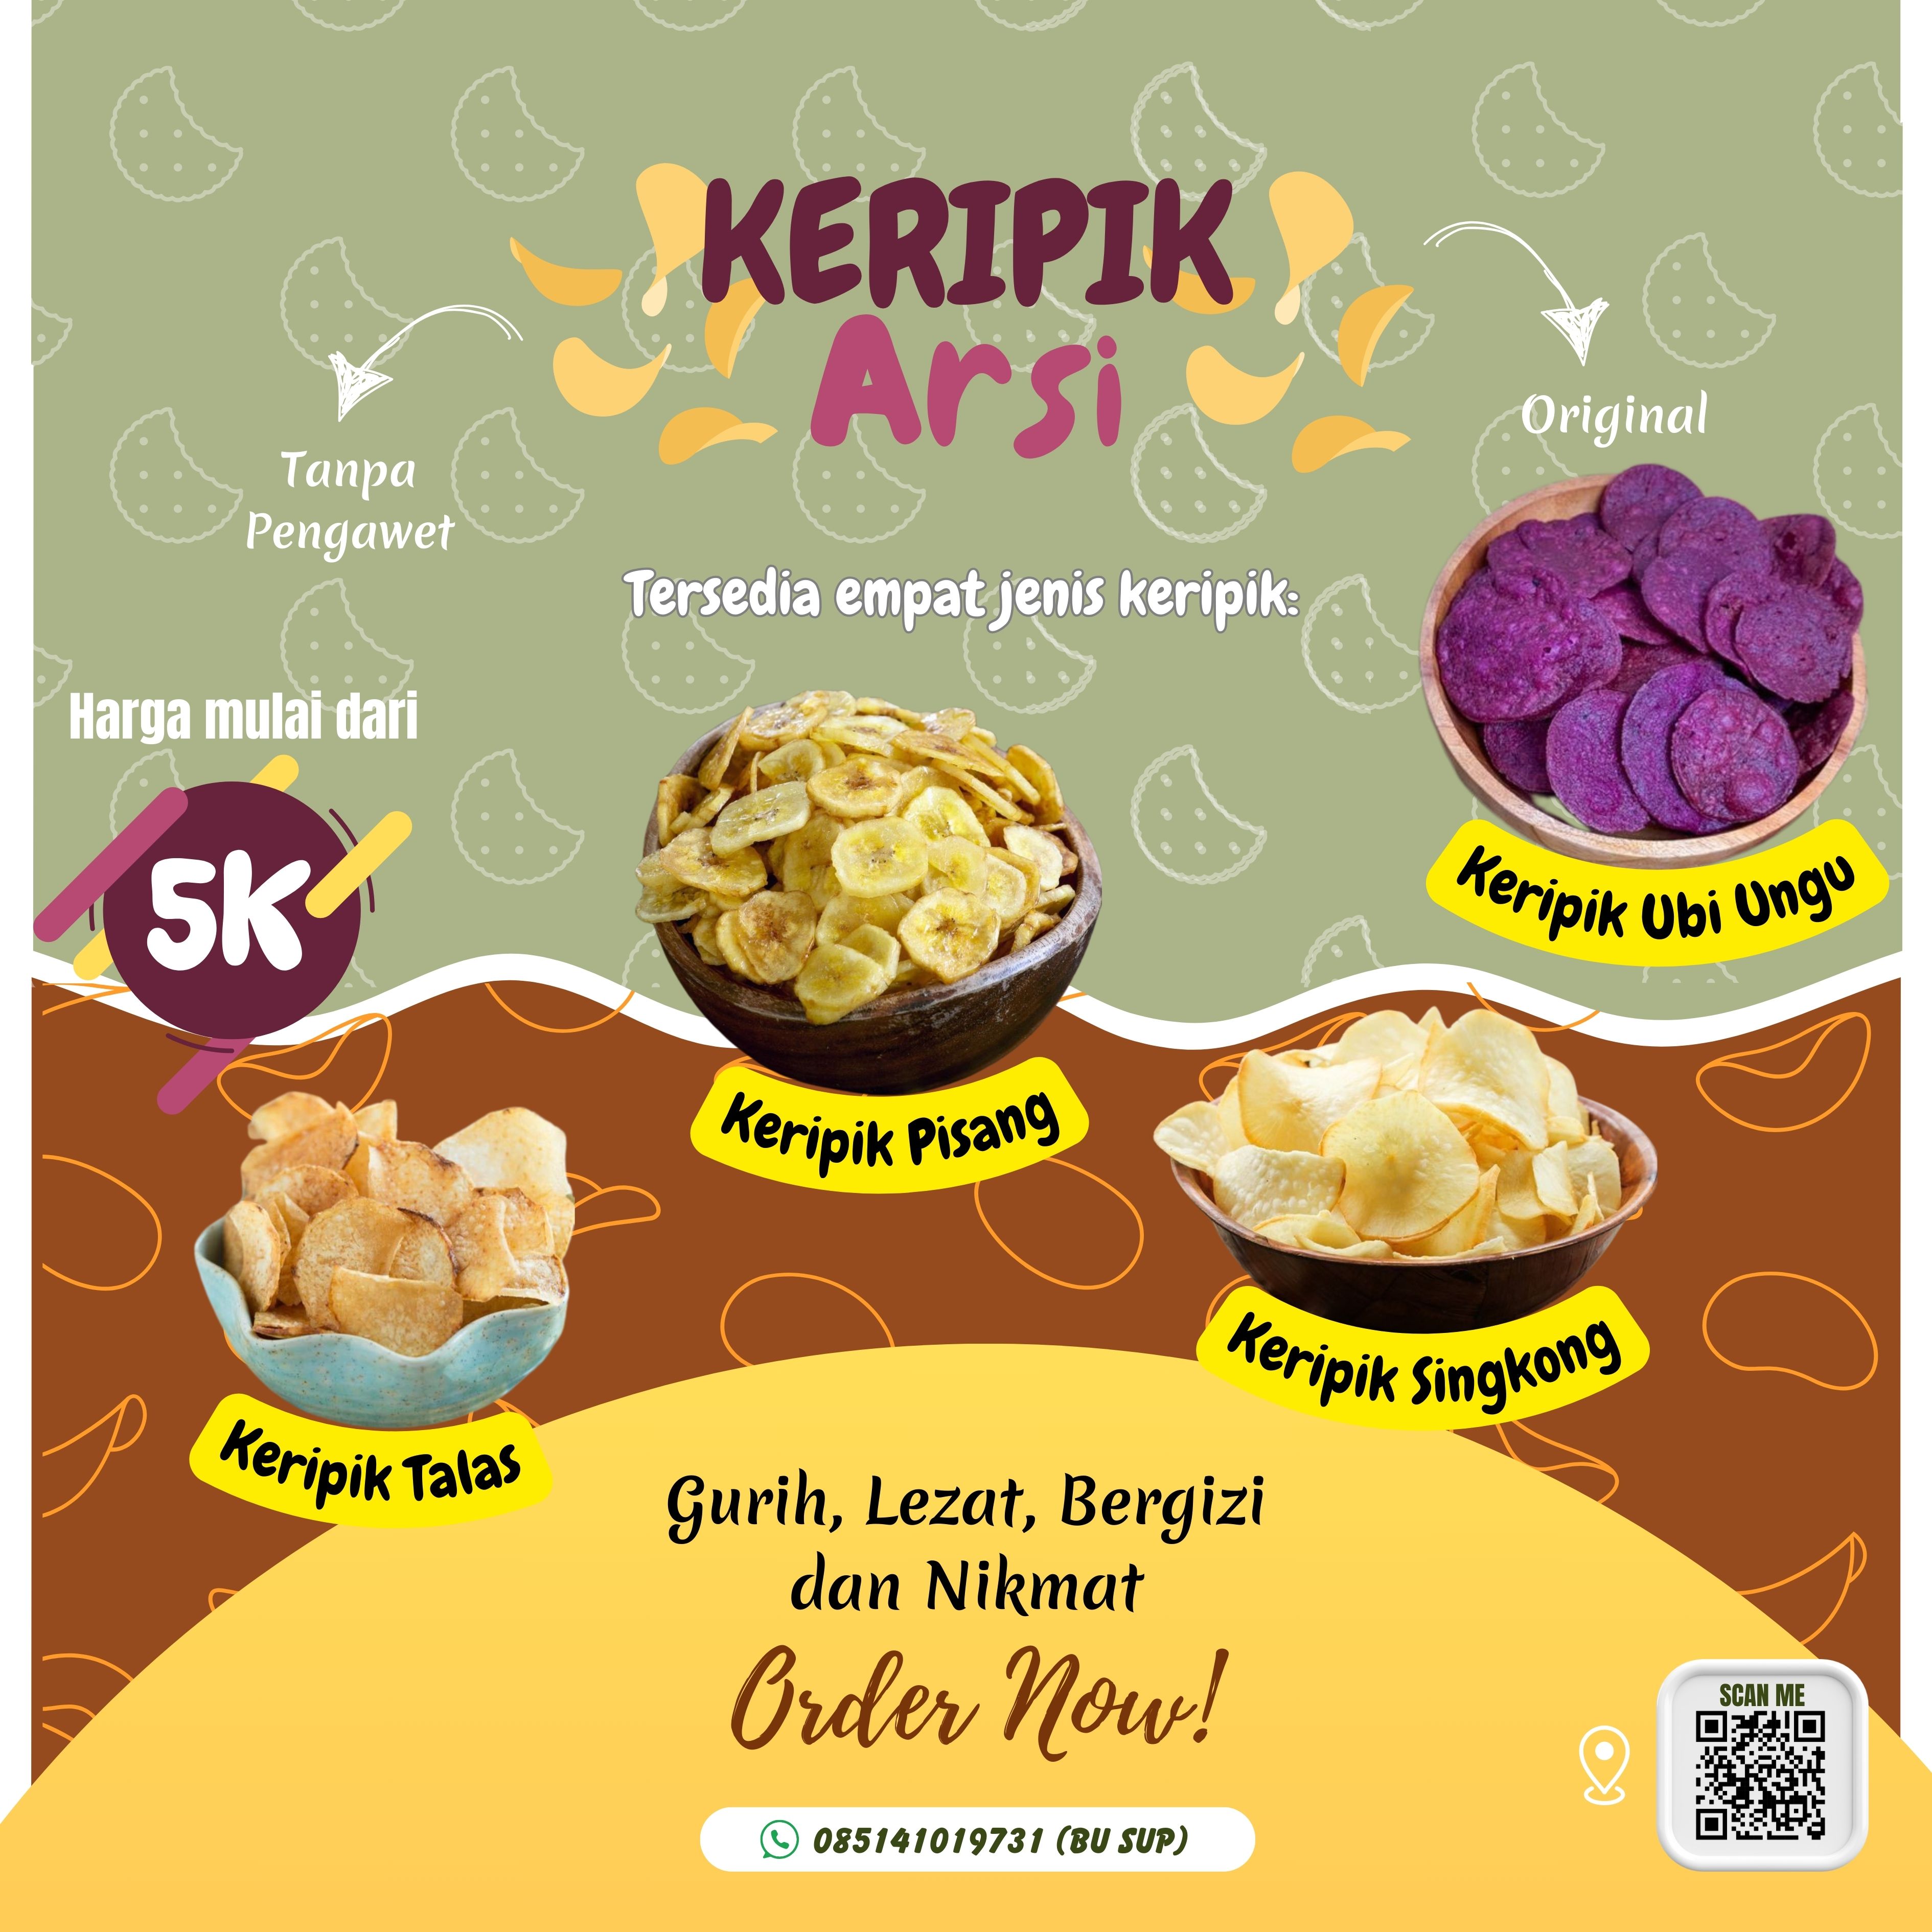 KERIPIK
Arsi
Tanpa
Pengawet
Original
Tersedia empat jenis keripik:
Harga mulai dari
5K
Keripik Ubi Ungu
Keripik Pisang
Keripik Singkong
Keripik Talas
Gurih, Lezat, Bergizi
dan Nikmat
Order Now!
085141019731 (BU SUP)
SCAN ME